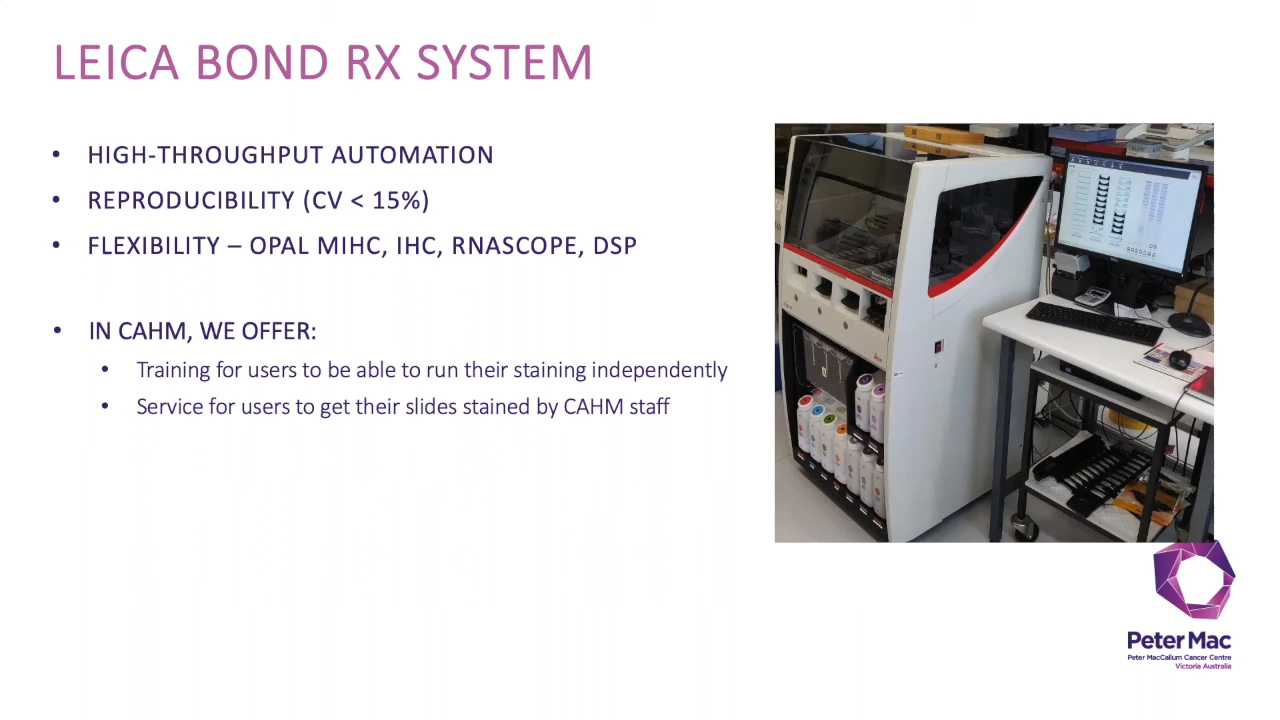 LEICA BOND RX SYSTEM
• HIGH-THROUGHPUT AUTOMATION
• REPRODUCIBILITY (CV < 15%)
• FLEXIBILITY – OPAL MIHC, IHC, RNASCOPE, DSP
• IN CAHM, WE OFFER:
• Training for users to be able to run their staining independently
• Service for users to get their slides stained by CAHM staff
Peter Mac
Peter MacCallum Cancer Centre
Victoria Australia